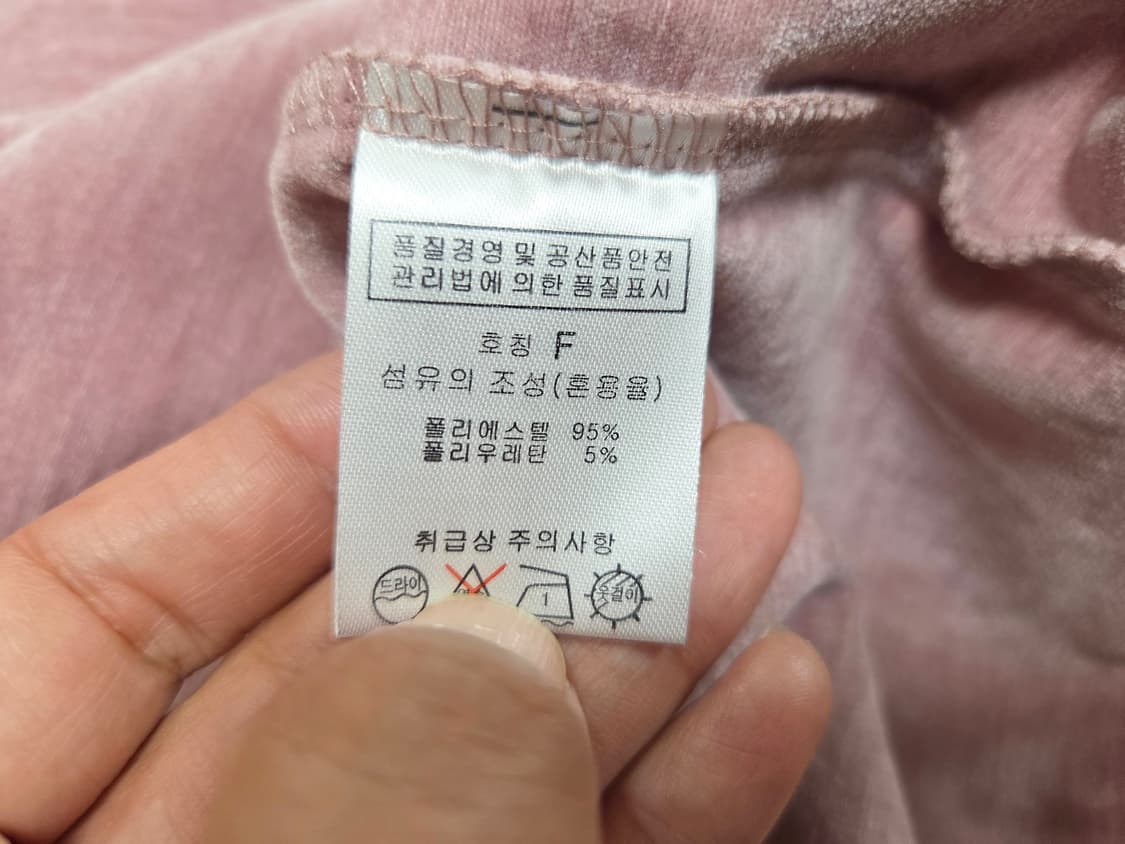 품질경영 및 공산품안전
관리법에 의한 품질표시
호칭 F
섬유의 조성(혼용율)
폴리에스텔 95%
폴리우레탄 5%
취급상 주의사항
드라이
옷걸이